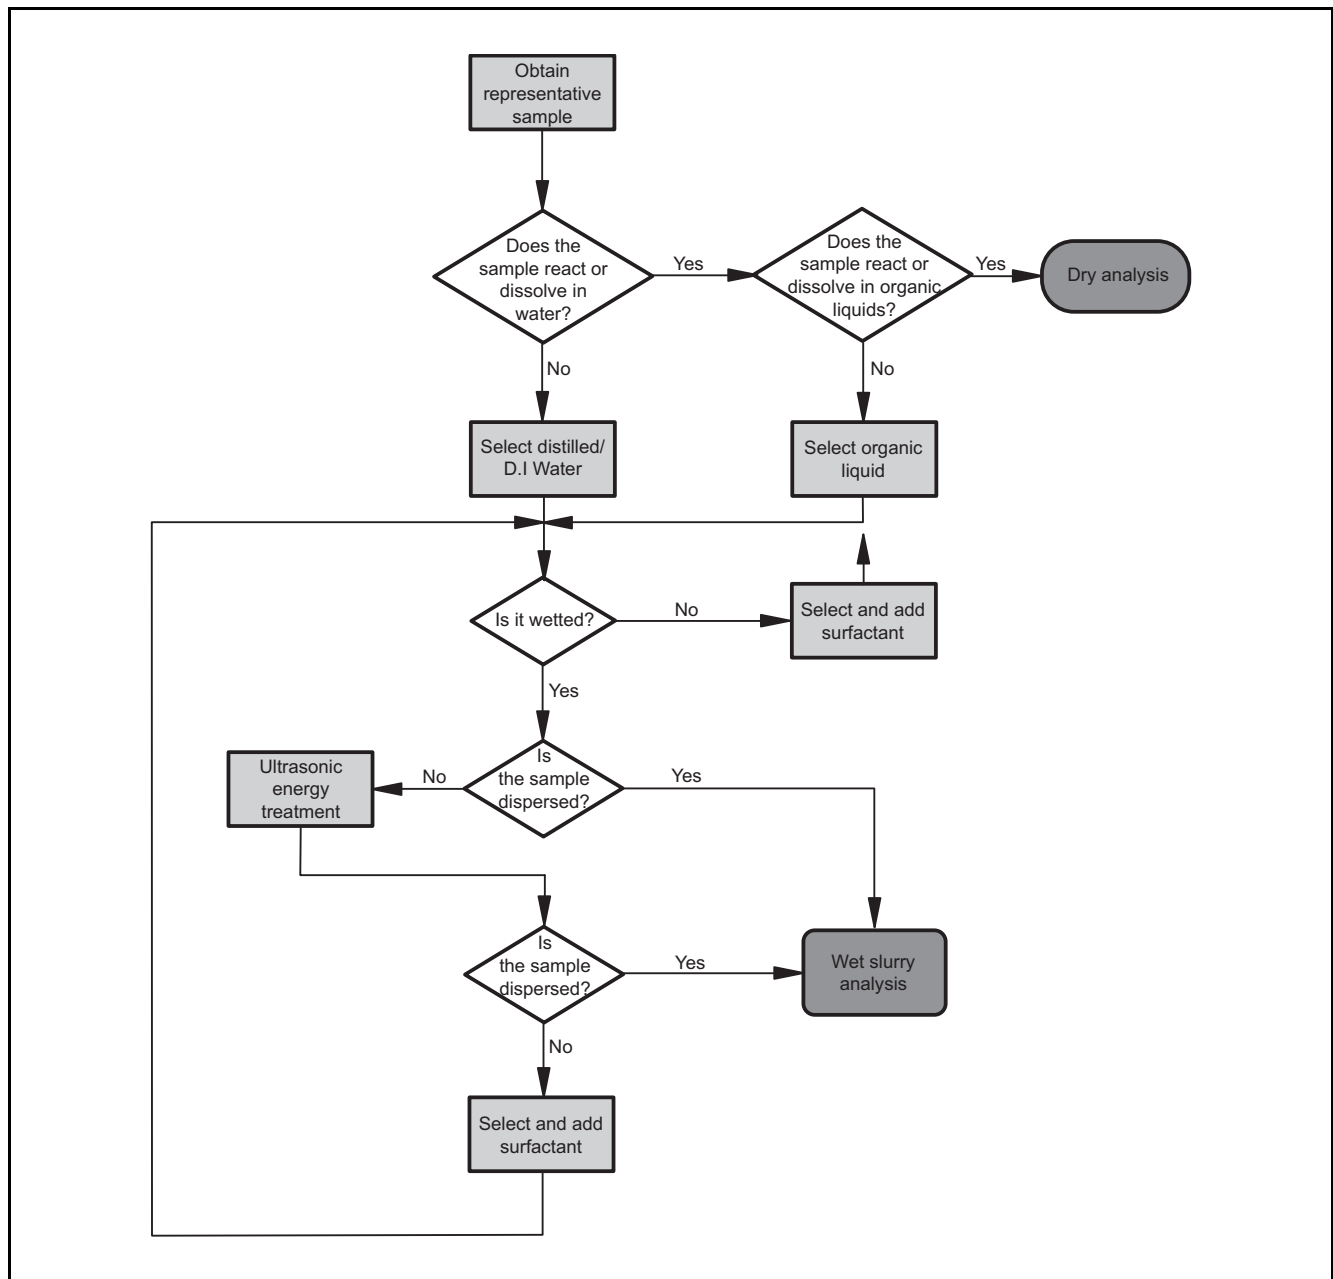 Obtain
representative
sample
Does the
sample react or
dissolve in
water?
Yes
Does the
sample react or
dissolve in organic
liquids?
Yes
Dry analysis
No
No
Select distilled/
D.I Water
Select organic
liquid
Is it wetted?
No
Select and add
surfactant
Yes
Ultrasonic
energy
treatment
No
Is
the sample
dispersed?
Yes
Is
the sample
dispersed?
Yes
Wet slurry
analysis
No
Select and add
surfactant